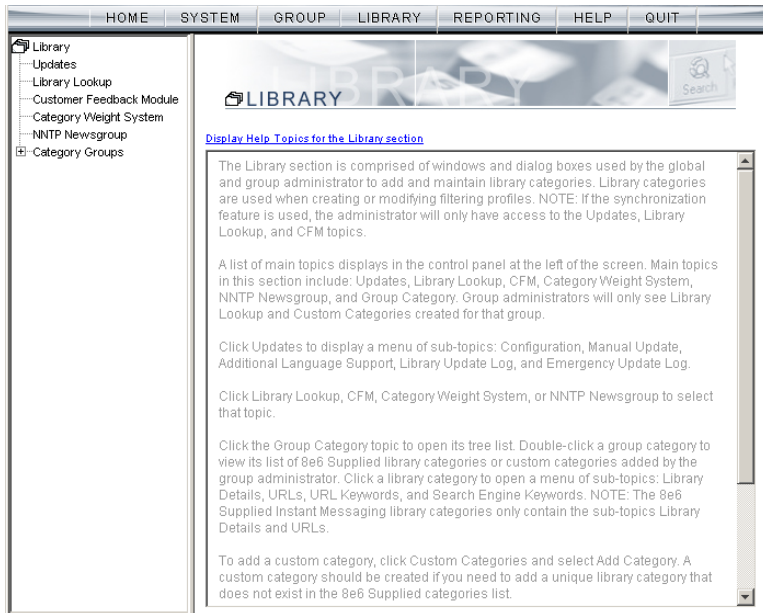 HOME SYSTEM GROUP LIBRARY REPORTING HELP QUIT
Library
Updates
Library Lookup
Customer Feedback Module
Category Weight System
NNTP Newsgroup
Category Groups
LIBRARY
LIBRARY
Search
Display Help Topics for the Library section
The Library section is comprised of windows and dialog boxes used by the global
and group administrator to add and maintain library categories. Library categories
are used when creating or modifying filtering profiles. NOTE: If the synchronization
feature is used, the administrator will only have access to the Updates, Library
Lookup, and CFM topics.
A list of main topics displays in the control panel at the left of the screen. Main topics
in this section include: Updates, Library Lookup, CFM, Category Weight System,
NNTP Newsgroup, and Group Category. Group administrators will only see Library
Lookup and Custom Categories created for that group.
Click Updates to display a menu of sub-topics: Configuration, Manual Update,
Additional Language Support, Library Update Log, and Emergency Update Log.
Click Library Lookup, CFM, Category Weight System, or NNTP Newsgroup to select
that topic.
Click the Group Category topic to open its tree list. Double-click a group category to
view its list of 8e6 Supplied library categories or custom categories added by the
group administrator. Click a library category to open a menu of sub-topics: Library
Details, URLs, URL Keywords, and Search Engine Keywords. NOTE: The 8e6
Supplied Instant Messaging library categories only contain the sub-topics Library
Details and URLs.
To add a custom category, click Custom Categories and select Add Category. A
custom category should be created if you need to add a unique library category that
does not exist in the 8e6 Supplied categories list.